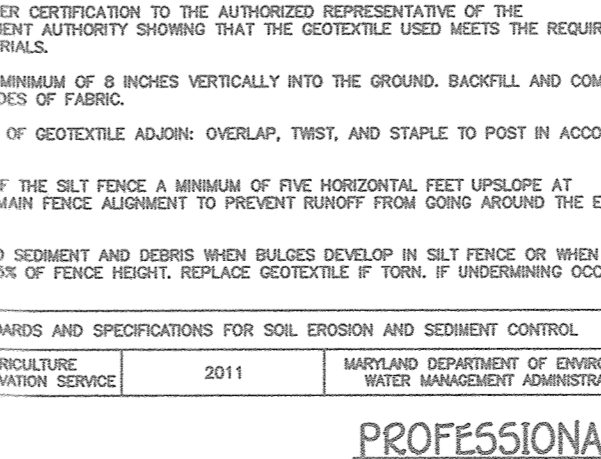 ER CERTIFICATION TO THE AUTHORIZED REPRESENTATIVE OF THE
MENT AUTHORITY SHOWING THAT THE GEOTEXTILE USED MEETS THE REQUIR
RIALS.
MINIMUM OF 8 INCHES VERTICALLY INTO THE GROUND. BACKFILL AND COM
DES OF FABRIC.
OF GEOTEXTILE ADJOIN: OVERLAP, TWIST, AND STAPLE TO POST IN ACCO
F THE SILT FENCE A MINIMUM OF FIVE HORIZONTAL FEET UPSLOPE AT
MAIN FENCE ALIGNMENT TO PREVENT RUNOFF FROM GOING AROUND THE E
D SEDIMENT AND DEBRIS WHEN BULGES DEVELOP IN SILT FENCE OR WHEN
5% OF FENCE HEIGHT. REPLACE GEOTEXTILE IF TORN. IF UNDERMINING OCC
DARDS AND SPECIFICATIONS FOR SOIL EROSION AND SEDIMENT CONTROL
RICULTURE
VATION SERVICE
2011
MARYLAND DEPARTMENT OF ENVIRO
WATER MANAGEMENT ADMINISTRA
PROFESSIONA